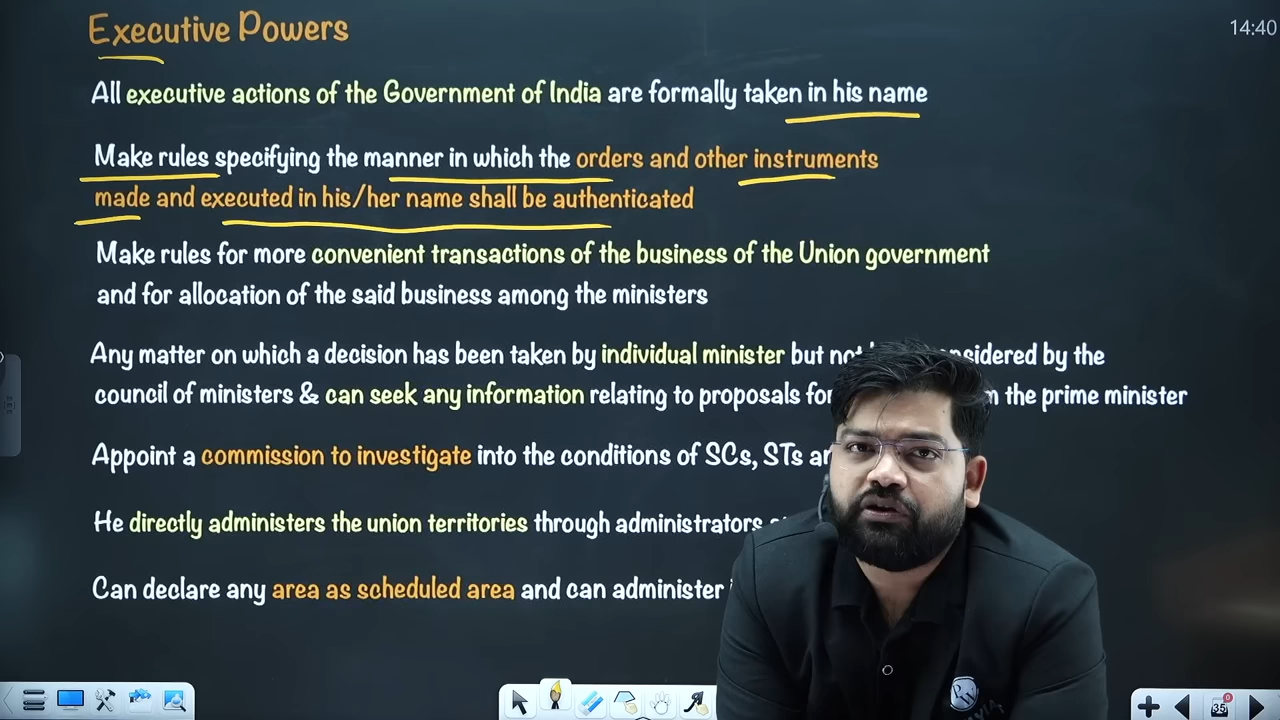 Executive Powers
14:40
All executive actions of the Government of India are formally taken in his name
Make rules specifying the manner in which the orders and other instruments
made and executed in his/her name shall be authenticated
Make rules for more convenient transactions of the business of the Union government
and for allocation of the said business among the ministers
Any matter on which a decision has been taken by individual minister but not considered by the
council of ministers & can seek any information relating to proposals the prime minister
Appoint a commission to investigate into the conditions of SCs, STs
He directly administers the union territories through administrators
Can declare any area as scheduled area and can administer
35